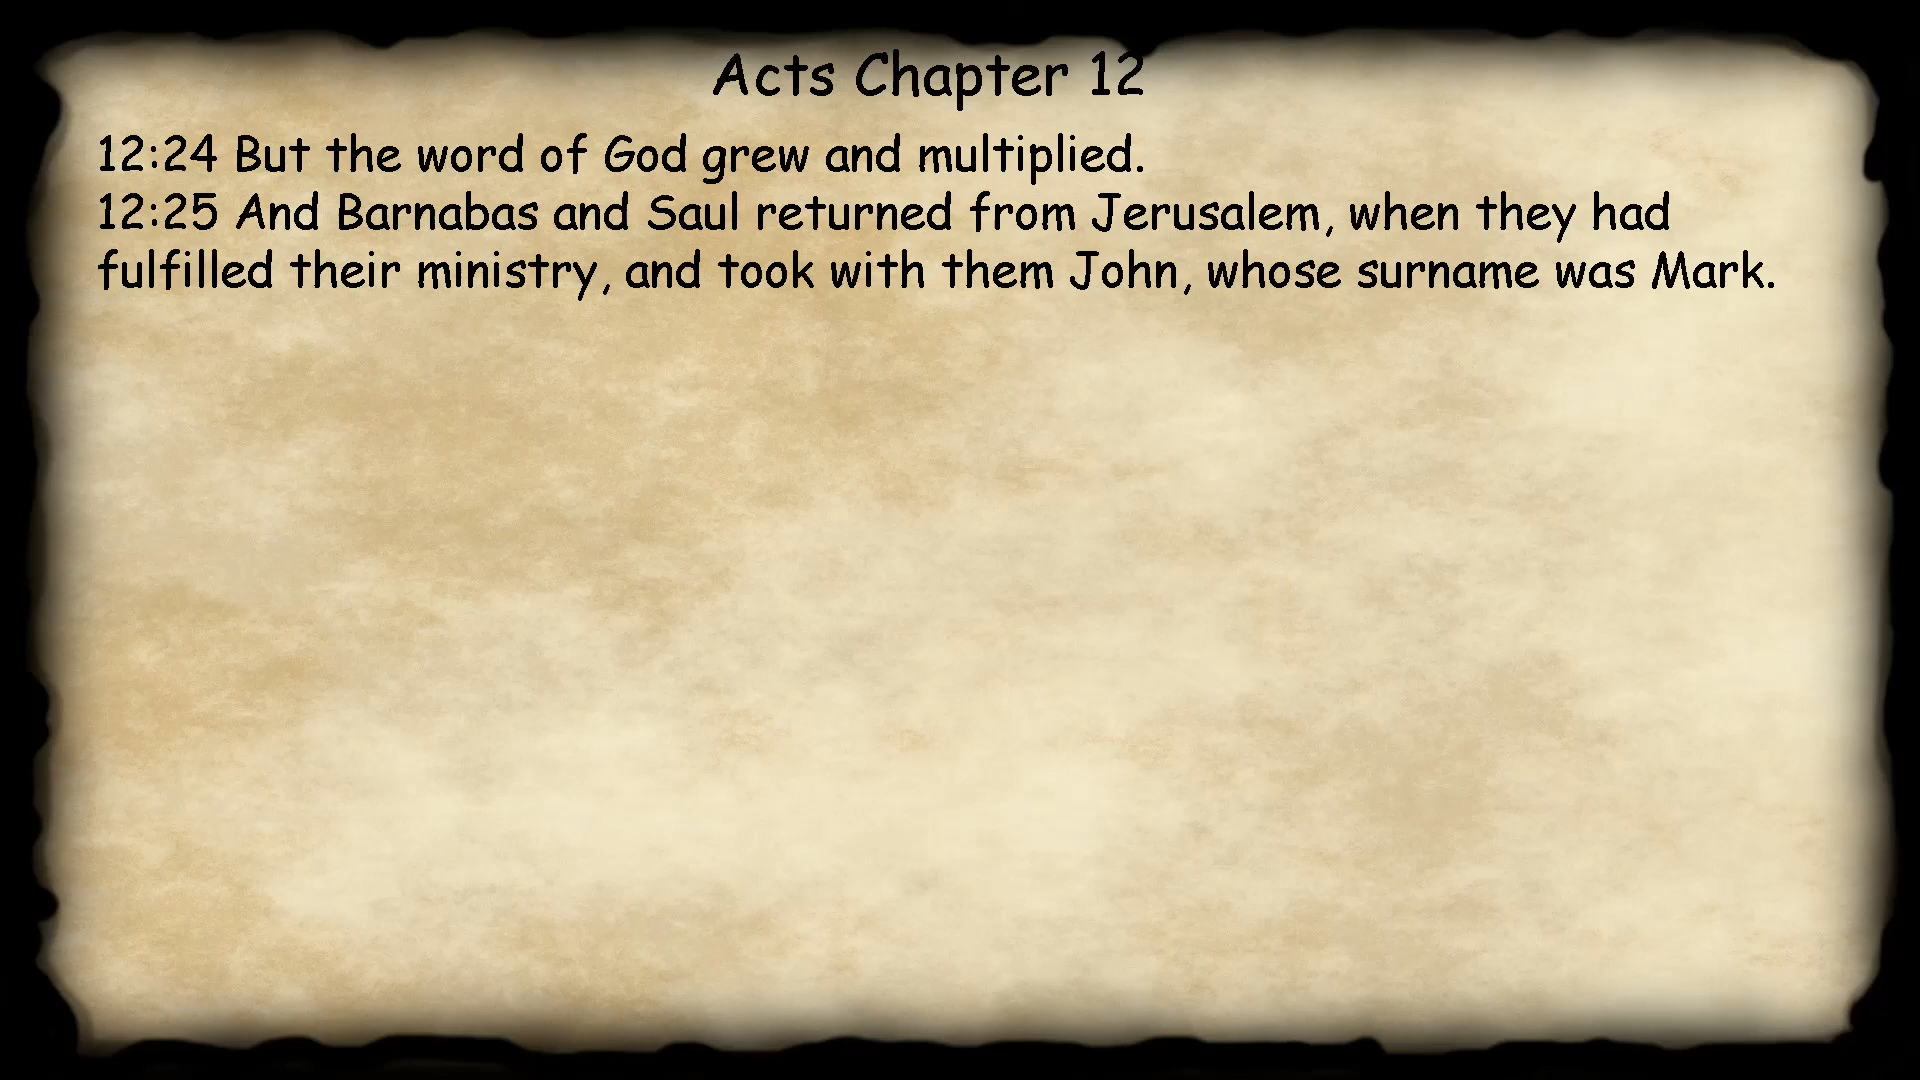 Acts Chapter 12
12:24 But the word of God grew and multiplied.
12:25 And Barnabas and Saul returned from Jerusalem, when they had
fulfilled their ministry, and took with them John, whose surname was Mark.